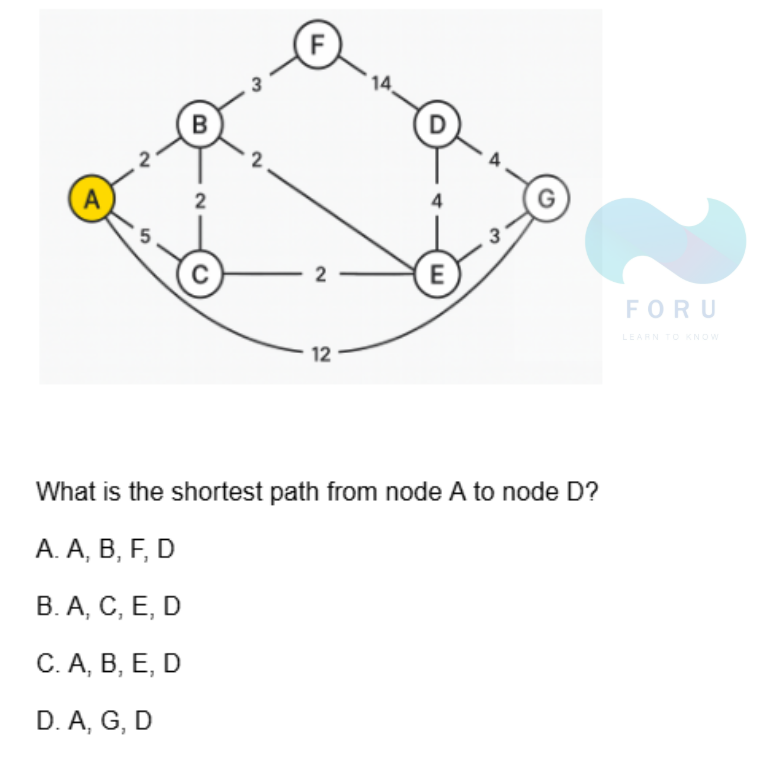 F
3
14
B
D
2
2
4
A
2
4
G
5
3
C
2
E
12
FORU
LEARN TO KNOW
What is the shortest path from node A to node D?
A. A, B, F, D
B. A, C, E, D
C. A, B, E, D
D. A, G, D